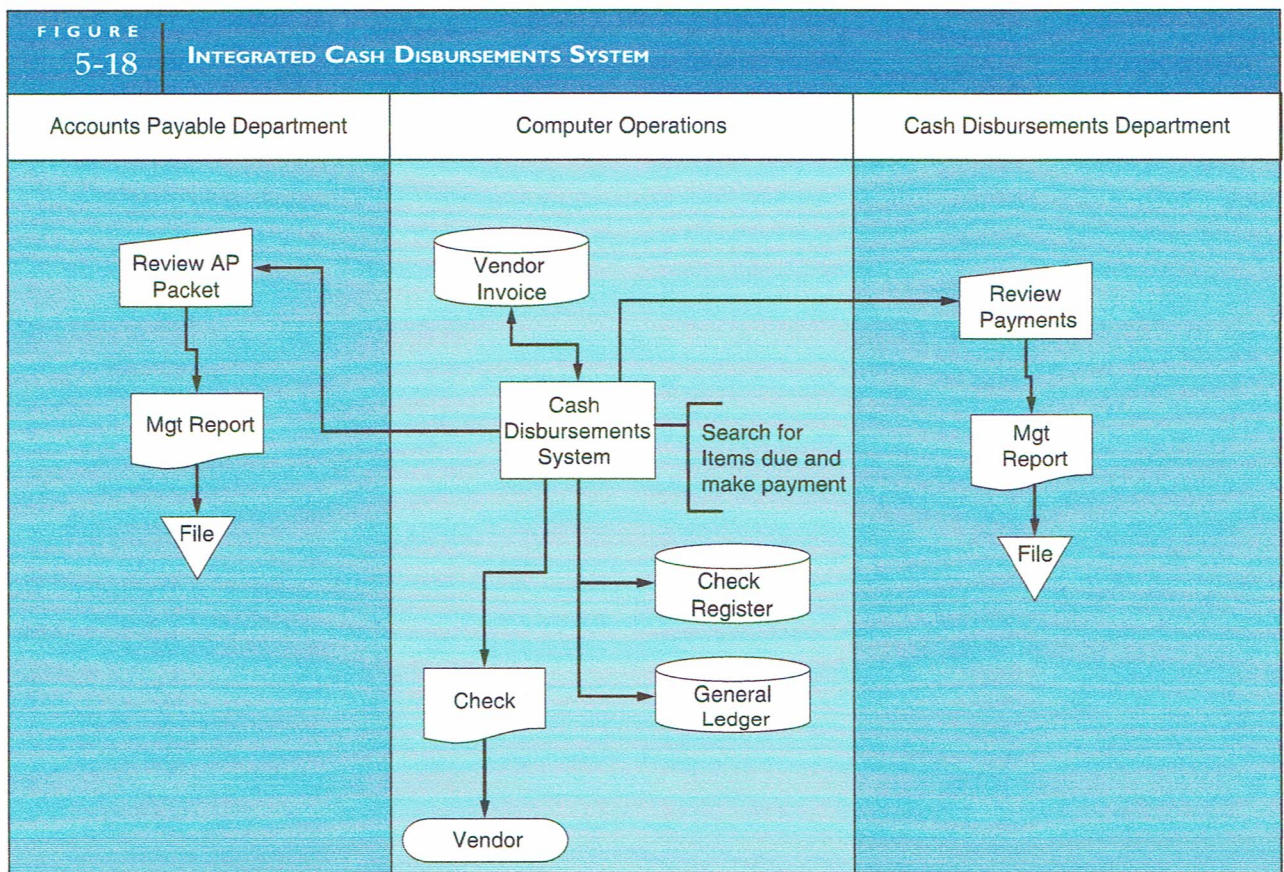 FIGURE
5-18
INTEGRATED CASH DISBURSEMENTS SYSTEM
Accounts Payable Department
Computer Operations
Cash Disbursements Department
Review AP
Packet
Mgt Report
File
Vendor
Invoice
Cash
Disbursements
System
Search for
Items due and
make payment
Check
Register
General
Ledger
Check
Vendor
Review
Payments
Mgt
Report
File